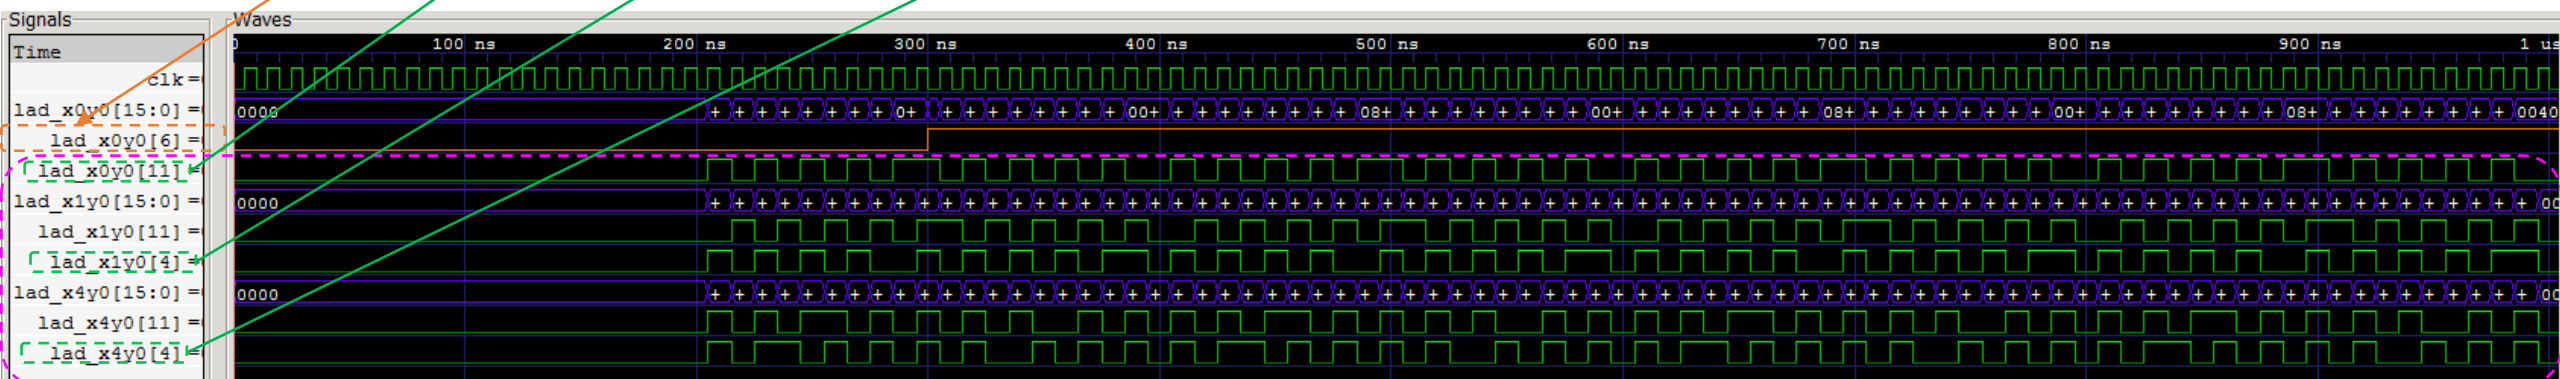 Signals
Waves
Time
0 100 ns 200 ns 300 ns 400 ns 500 ns 600 ns 700 ns 800 ns 900 ns 1 us
clk =
lad_x0y0[15:0] = 0000 + + + + + + + + 0+ + + + + + + + + 00+ + + + + + + + + 08+ + + + + + + + + 00+ + + + + + + + + 08+ + + + + + + + + 00+ + + + + + + + + 08+ + + + + + + + + 0040
lad_x0y0[6] =
lad_x0y0[11] =
lad_x1y0[15:0] = 0000 + + + + + + + + + + + + + + + + + + + + + + + + + + + + + + + + + + + + + + + + + + + + + + + + + + + + + + + + + + + + + + + + + + + + + + + + + + + + + + + 00
lad_x1y0[11] =
lad_x1y0[4] =
lad_x4y0[15:0] = 0000 + + + + + + + + + + + + + + + + + + + + + + + + + + + + + + + + + + + + + + + + + + + + + + + + + + + + + + + + + + + + + + + + + + + + + + + + + + + + + + + 00
lad_x4y0[11] =
lad_x4y0[4] =